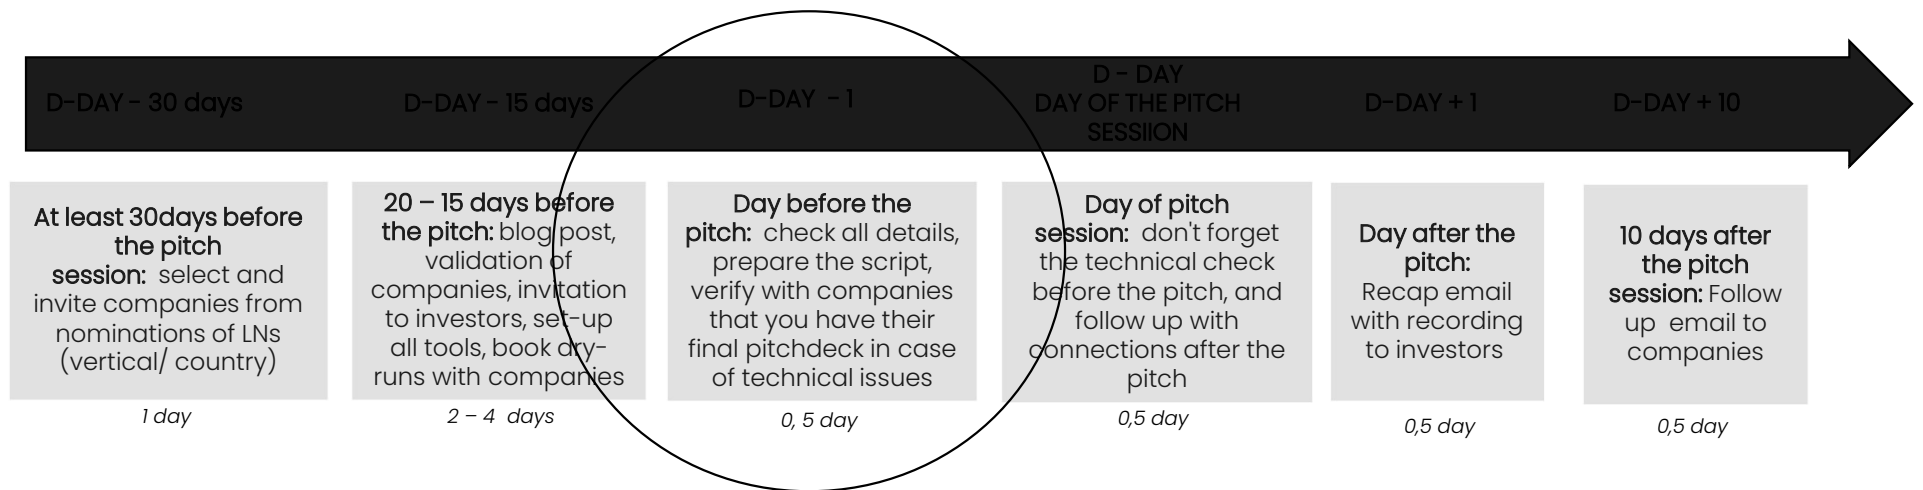 D-DAY - 30 days
D-DAY - 15 days
D-DAY - 1
D - DAY
DAY OF THE PITCH
SESSIION
D-DAY + 1
D-DAY + 10
At least 30days before
the pitch
session: select and
invite companies from
nominations of LNs
(vertical/ country)
1 day
20 – 15 days before
the pitch: blog post,
validation of
companies, invitation
to investors, set-up
all tools, book dry-
runs with companies
2 – 4 days
Day before the
pitch: check all details,
prepare the script,
verify with companies
that you have their
final pitchdeck in case
of technical issues
0, 5 day
Day of pitch
session: don't forget
the technical check
before the pitch, and
follow up with
connections after the
pitch
0,5 day
Day after the
pitch:
Recap email
with recording
to investors
0,5 day
10 days after
the pitch
session: Follow
up email to
companies
0,5 day